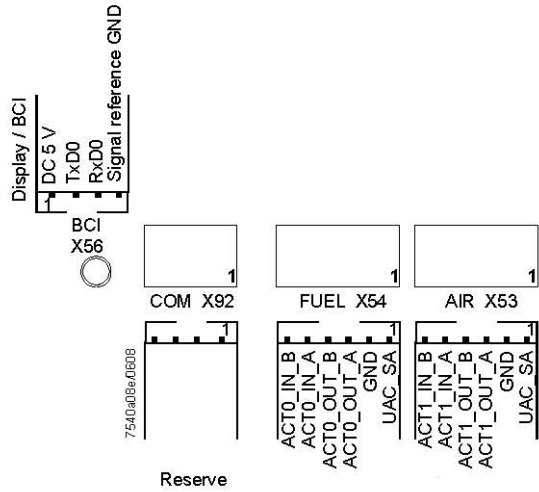 Display / BCI
DC 5 V
TxD0
RxD0
Signal reference GND
1
BCI
X56
1
1
1
COM X92
FUEL X54
AIR X53
1
1
1
7540a08e/0608
ACT0_IN_B
ACT0_IN_A
ACT0_OUT_B
ACT0_OUT_A
GND
UAC_SA
ACT1_IN_B
ACT1_IN_A
ACT1_OUT_B
ACT1_OUT_A
GND
UAC_SA
Reserve